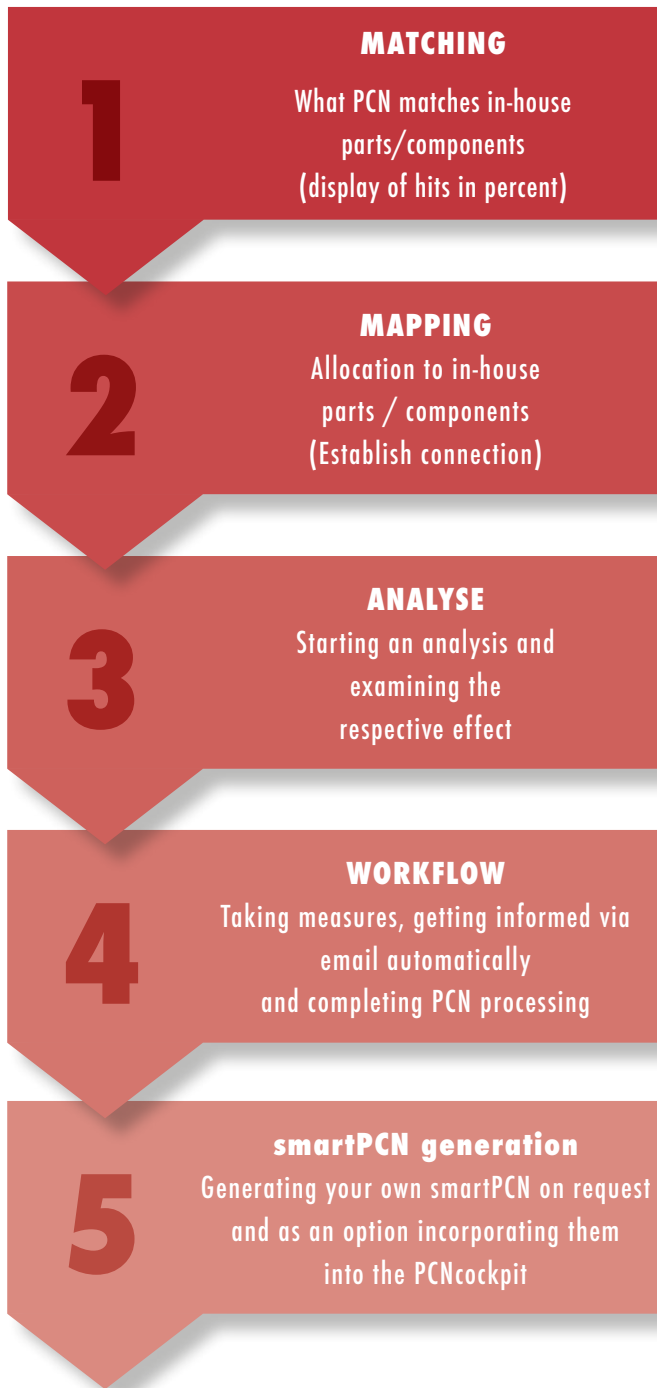 1
MATCHING
What PCN matches in-house
parts/components
(display of hits in percent)
2
MAPPING
Allocation to in-house
parts / components
(Establish connection)
3
ANALYSE
Starting an analysis and
examining the
respective effect
4
WORKFLOW
Taking measures, getting informed via
email automatically
and completing PCN processing
5
smartPCN generation
Generating your own smartPCN on request
and as an option incorporating them
into the PCNcockpit